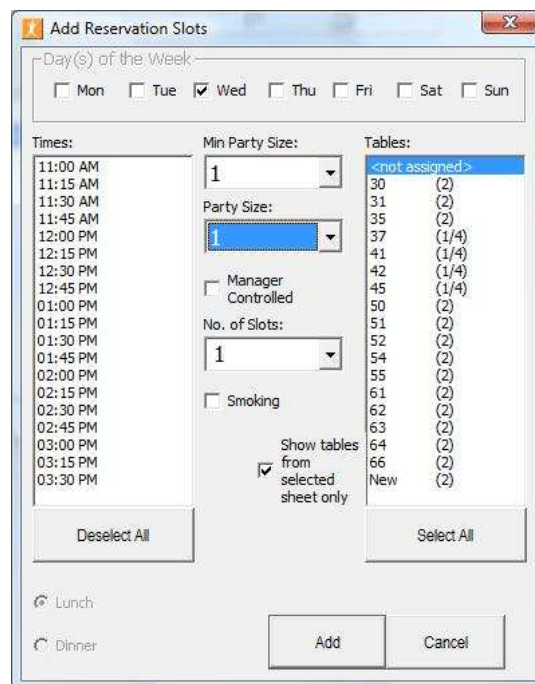 Add Reservation Slots
Day(s) of the Week
Mon Tue Wed Thu Fri Sat Sun
Times:
11:00 AM
11:15 AM
11:30 AM
11:45 AM
12:00 PM
12:15 PM
12:30 PM
12:45 PM
01:00 PM
01:15 PM
01:30 PM
01:45 PM
02:00 PM
02:15 PM
02:30 PM
02:45 PM
03:00 PM
03:15 PM
03:30 PM
Deselect All
Min Party Size:
1
Party Size:
1
Manager
Controlled
No. of Slots:
1
Smoking
Show tables
from
selected
sheet only
Tables:
<not assigned>
30 (2)
31 (2)
35 (2)
37 (1/4)
41 (1/4)
42 (1/4)
45 (1/4)
50 (2)
51 (2)
52 (2)
54 (2)
55 (2)
61 (2)
62 (2)
63 (2)
64 (2)
66 (2)
New (2)
Select All
Lunch
Dinner
Add
Cancel